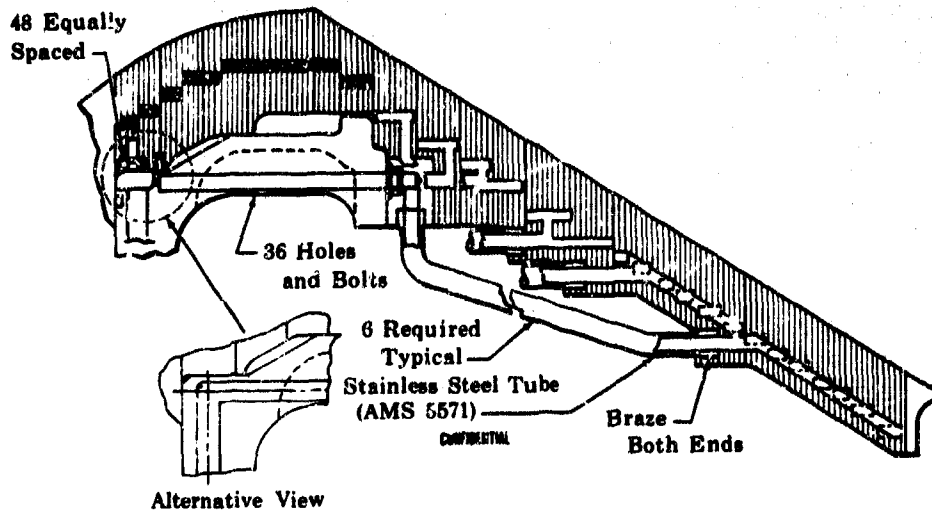 48 Equally
Spaced
36 Holes
and Bolts
6 Required
Typical
Stainless Steel Tube
(AMS 5571)
CONFIDENTIAL
Braze
Both Ends
Alternative View